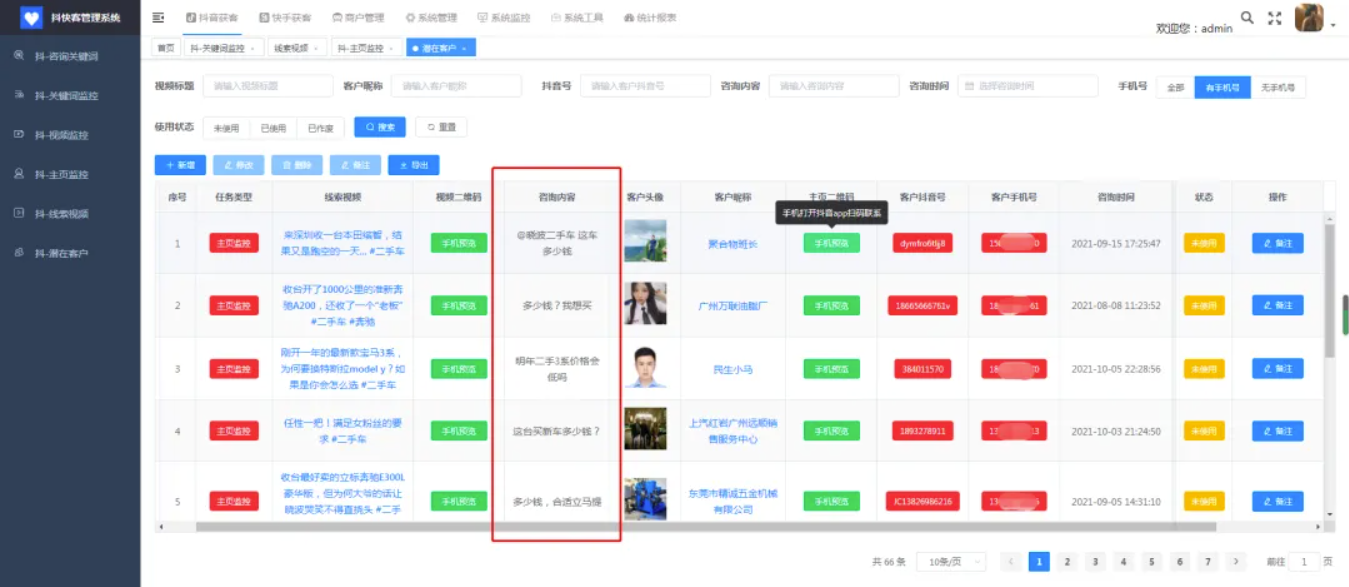 抖快客管理系统
抖音获客 快手获客 商户管理 系统管理 系统监控 系统工具 统计报表
欢迎您：admin
首页 抖-关键词监控 线索视频 抖-主页监控 潜在客户
抖-咨询关键词
抖-关键词监控
抖-视频监控
抖-主页监控
抖-线索视频
抖-潜在客户
视频标题 请输入视频标题 客户昵称 请输入客户昵称 抖音号 请输入客户抖音号 咨询内容 请输入咨询内容 咨询时间 选择咨询时间 手机号 全部 有手机号 无手机号
使用状态 未使用 已使用 已作废 搜索 重置
新增 修改 删除 备注 导出
序号 任务类型 线索视频 视频二维码 咨询内容 客户头像 客户昵称 主页二维码 客户抖音号 客户手机号 咨询时间 状态 操作
手机打开抖音app扫码联系
1 主页监控 来深圳收一台本田缤智，结 手机预览 @晓波二手车 这车 聚合物班长 手机预览 2021-09-15 17:25:47 未使用 备注
果又是跑空的一天... #二手车 多少钱
2 主页监控 收台开了1000公里的准新奔 手机预览 多少钱？我想买 广州万联油脂厂 手机预览 18665666761v 2021-08-08 11:23:52 未使用 备注
驰A200，还收了一个“老板”
#二手车 #奔驰
3 主页监控 刚开一年的最新款宝马3系， 手机预览 明年二手3系价格会 民生小马 手机预览 384011570 2021-10-05 22:28:56 未使用 备注
为何要换特斯拉model y？如 低吗
果是你会怎么选 #二手车
4 主页监控 任性一把！满足女粉丝的要 手机预览 这台买新车多少钱？ 上汽红岩广州远顺销 手机预览 1893278911 2021-10-03 21:24:50 未使用 备注
求 #二手车 售服务中心
5 主页监控 收台最好卖的立标奔驰E300L 手机预览 多少钱，合适立马提 东莞市精诚五金机械 手机预览 JC13826986216 2021-09-05 14:31:10 未使用 备注
豪华版，但为何大爷的话让 有限公司
晓波哭笑不得直挠头 #二手
共 66 条 10条/页 1 2 3 4 5 6 7 前往 1 页